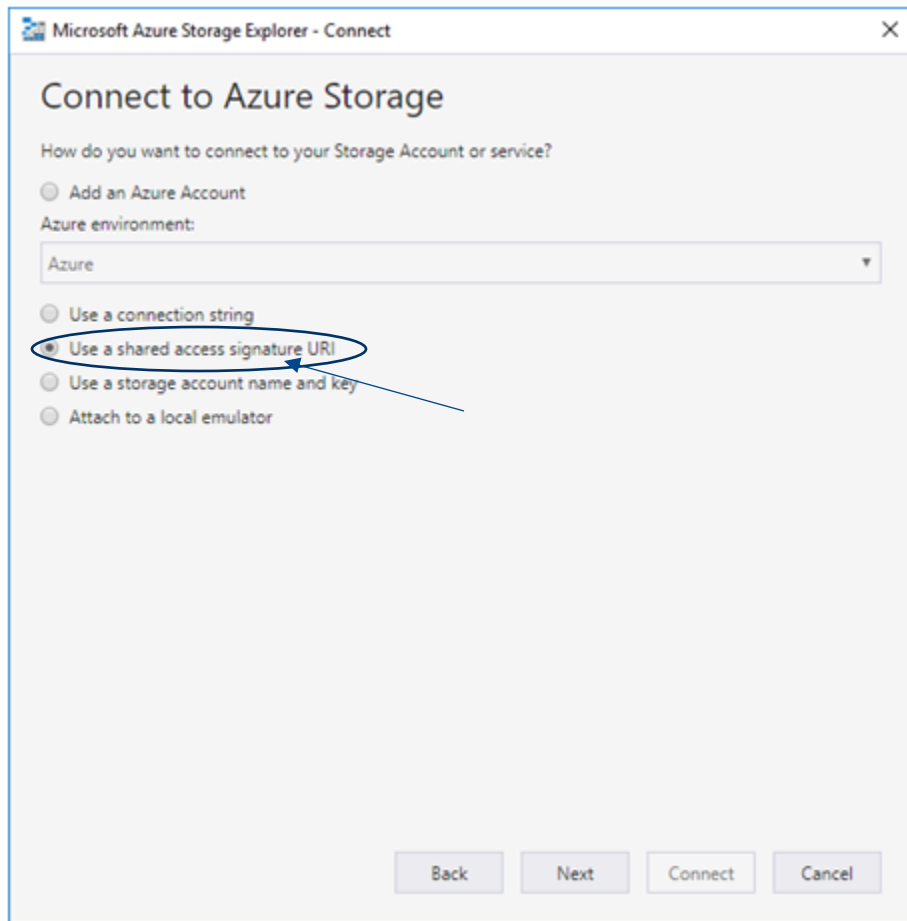 Microsoft Azure Storage Explorer - Connect
Connect to Azure Storage
How do you want to connect to your Storage Account or service?
Add an Azure Account
Azure environment:
Azure
Use a connection string
Use a shared access signature URI
Use a storage account name and key
Attach to a local emulator
Back Next Connect Cancel